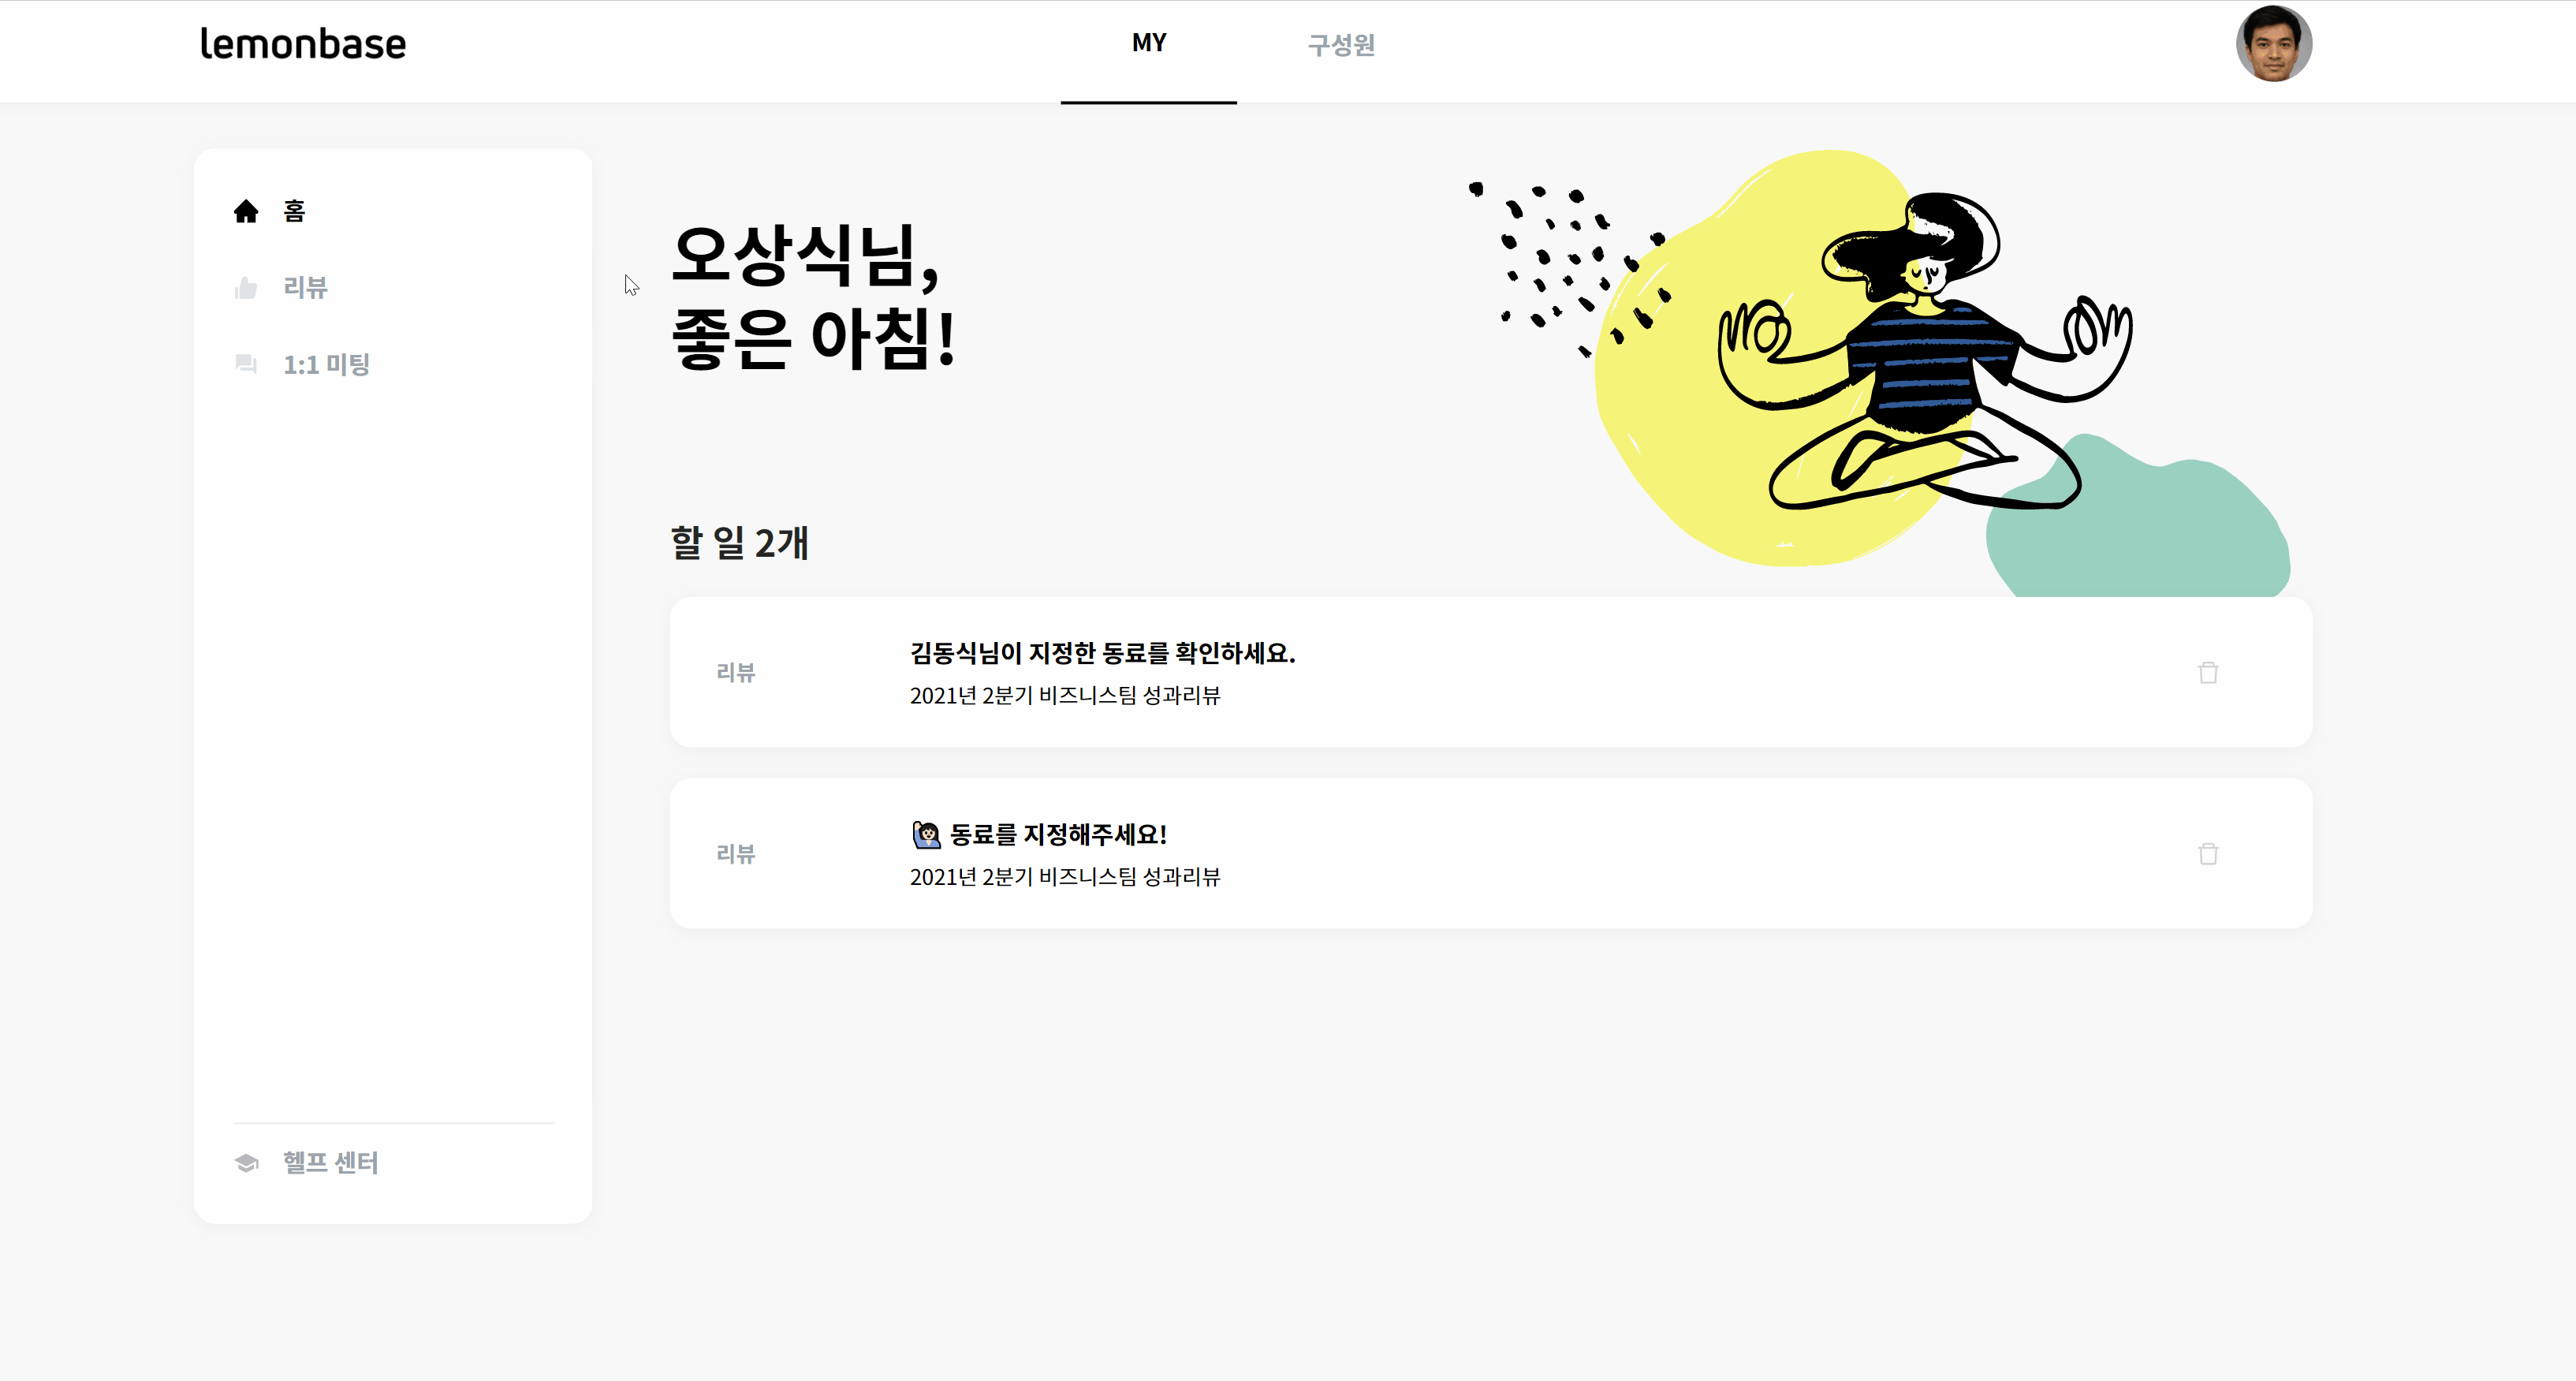 lemonbase
MY
구성원
홈
리뷰
1:1 미팅
헬프 센터
오상식님,
좋은 아침!
할 일 2개
리뷰
김동식님이 지정한 동료를 확인하세요.
2021년 2분기 비즈니스팀 성과리뷰
리뷰
🙋🏻‍♀️ 동료를 지정해주세요!
2021년 2분기 비즈니스팀 성과리뷰